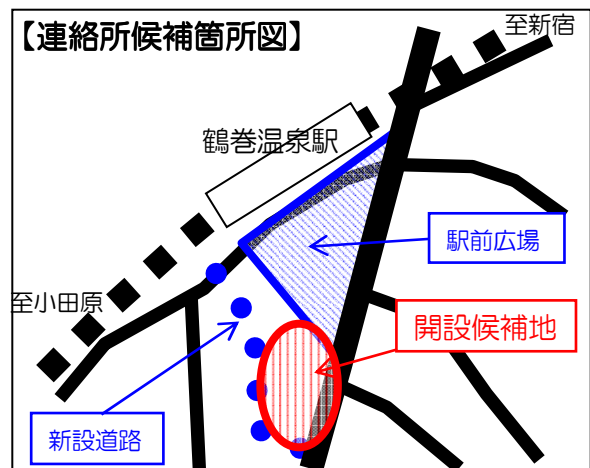 【連絡所候補箇所図】
至新宿
鶴巻温泉駅
駅前広場
至小田原
開設候補地
新設道路